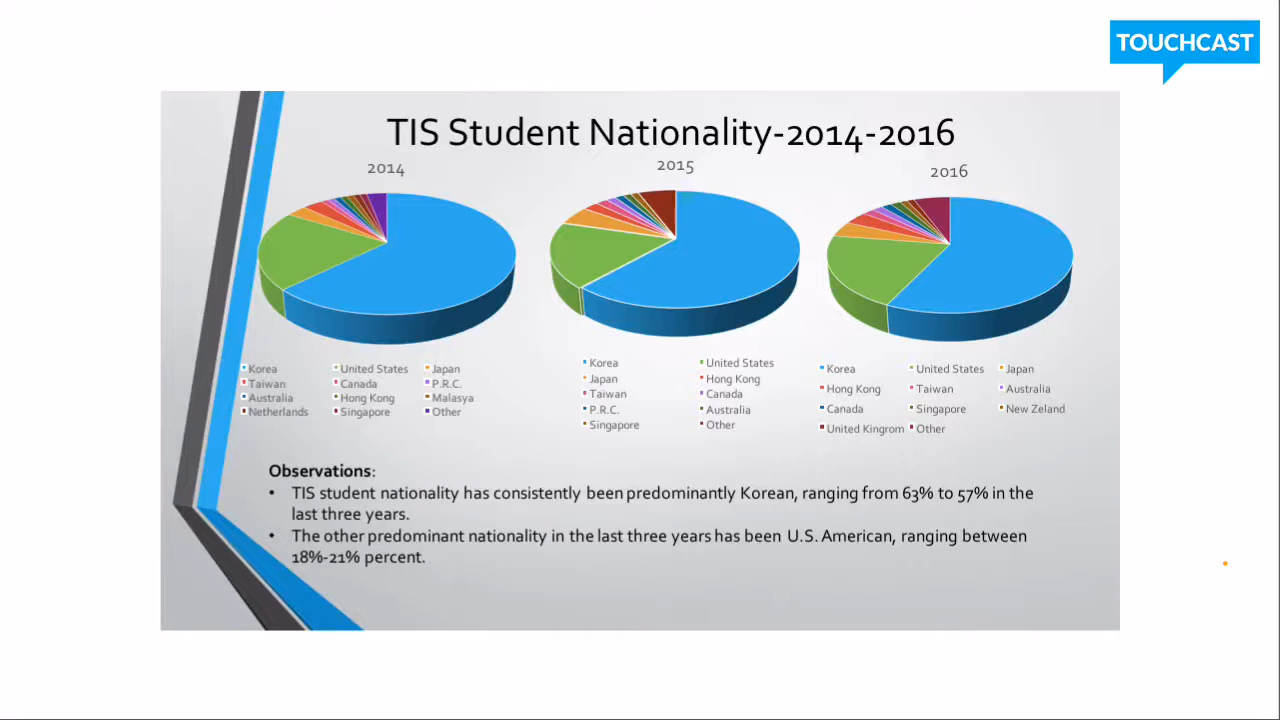 TOUCHCAST
TIS Student Nationality-2014-2016
2014
2015
2016
Korea United States Japan
Taiwan Canada P.R.C.
Australia Hong Kong Malasya
Netherlands Singapore Other
Korea United States
Japan Hong Kong
Taiwan Canada
P.R.C. Australia
Singapore Other
Korea United States Japan
Hong Kong Taiwan Australia
Canada Singapore New Zeland
United Kingrom Other
Observations:
• TIS student nationality has consistently been predominantly Korean, ranging from 63% to 57% in the
last three years.
• The other predominant nationality in the last three years has been U.S. American, ranging between
18%-21% percent.